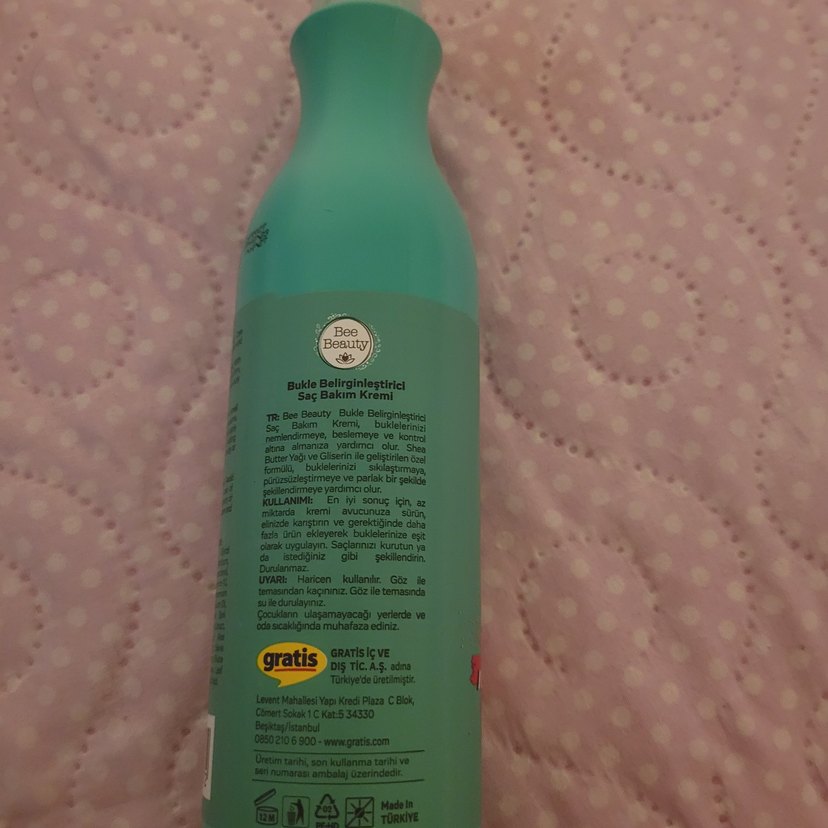 Bee
Beauty
Bukle Belirginleştirici
Saç Bakım Kremi
TR: Bee Beauty Bukle Belirginleştirici
Saç Bakım Kremi, buklelerinizi
nemlendirmeye, beslemeye ve kontrol
altına almanıza yardımcı olur. Shea
Butter Yağı ve Gliserin ile geliştirilen özel
formülü, buklelerinizi sıkılaştırmaya,
pürüzsüzleştirmeye ve parlak bir şekilde
şekillendirmeye yardımcı olur.
KULLANIMI: En iyi sonuç için, az
miktarda kremi avucunuza sürün,
elinizde karıştırın ve gerektiğinde daha
fazla ürün ekleyerek buklelerinize eşit
olarak uygulayın. Saçlarınızı kurutun ya
da istediğiniz gibi şekillendirin.
Durulanmaz.
UYARI: Haricen kullanılır. Göz ile
temasından kaçınınız. Göz ile temasında
su ile durulayınız.
Çocukların ulaşamayacağı yerlerde ve
oda sıcaklığında muhafaza ediniz.
gratis
GRATIS İÇ VE
DIŞ TİC. A.Ş. adına
Türkiye'de üretilmiştir.
Levent Mahallesi Yapı Kredi Plaza C Blok,
Cömert Sokak 1 C Kat:5 34330
Beşiktaş/İstanbul
0850 210 6 900 - www.gratis.com
Üretim tarihi, son kullanma tarihi ve
seri numarası ambalaj üzerindedir.
12 M
02
Made in
TÜRKİYE